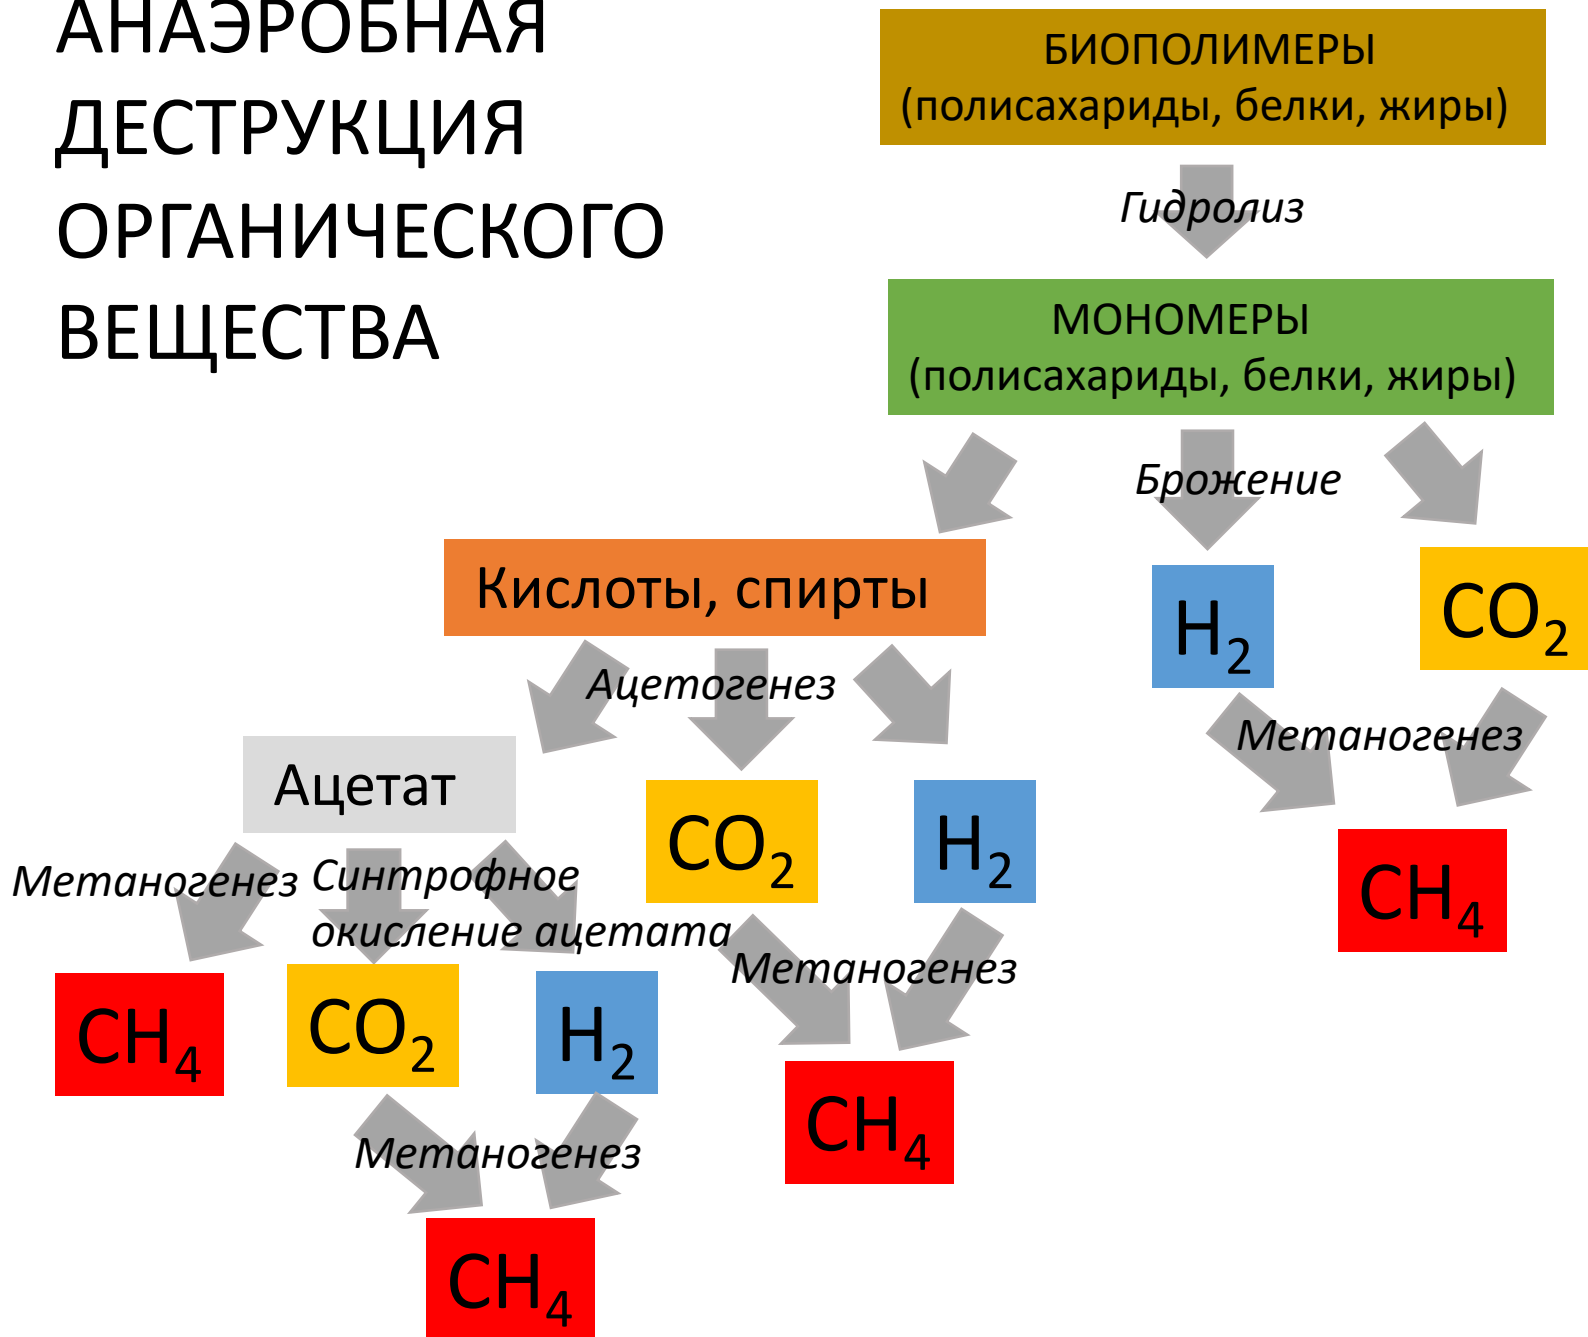 АНАЭРОБНАЯ
ДЕСТРУКЦИЯ
ОРГАНИЧЕСКОГО
ВЕЩЕСТВА
БИОПОЛИМЕРЫ
(полисахариды, белки, жиры)
Гидролиз
МОНОМЕРЫ
(полисахариды, белки, жиры)
Брожение
Кислоты, спирты
H₂
CO₂
Ацетогенез
Метаногенез
Ацетат
CO₂
H₂
CH₄
Метаногенез
Синтрофное
окисление ацетата
Метаногенез
CH₄
CO₂
H₂
CH₄
Метаногенез
CH₄